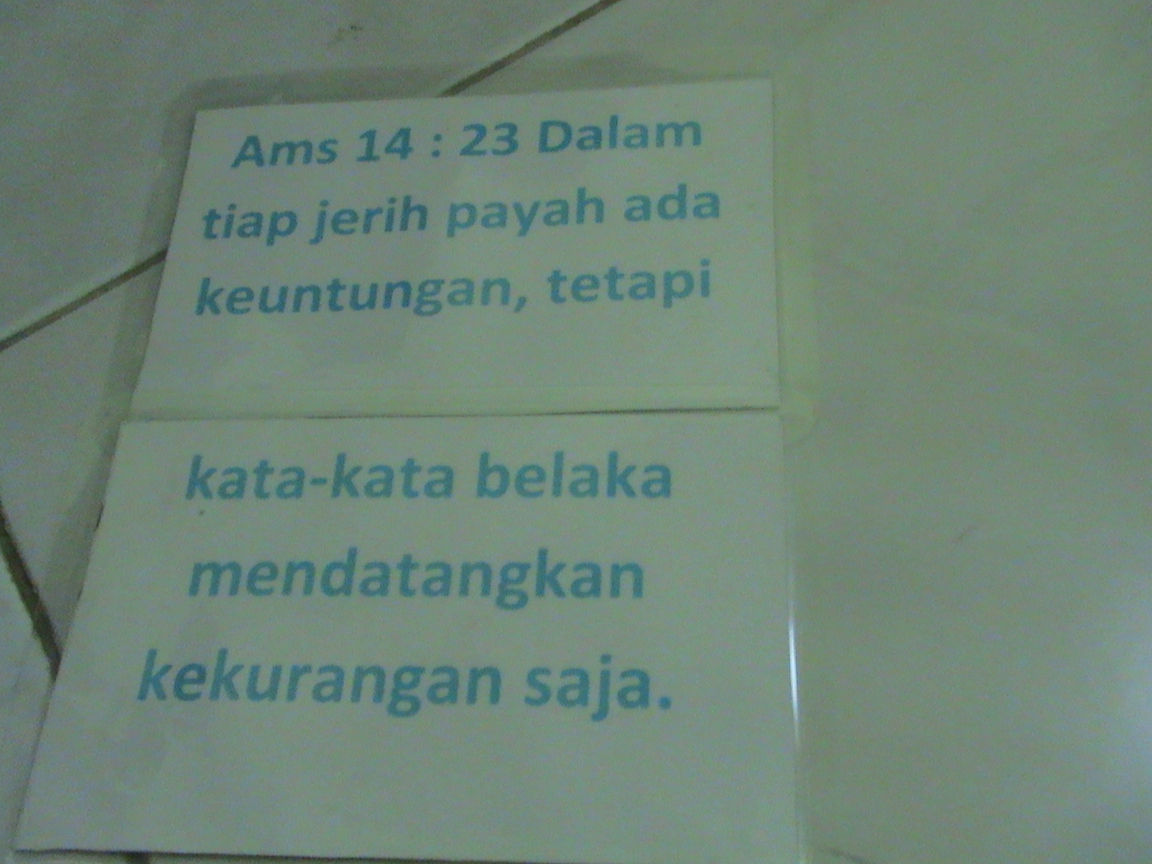 Ams 14 : 23 Dalam
tiap jerih payah ada
keuntungan, tetapi
kata-kata belaka
mendatangkan
kekurangan saja.